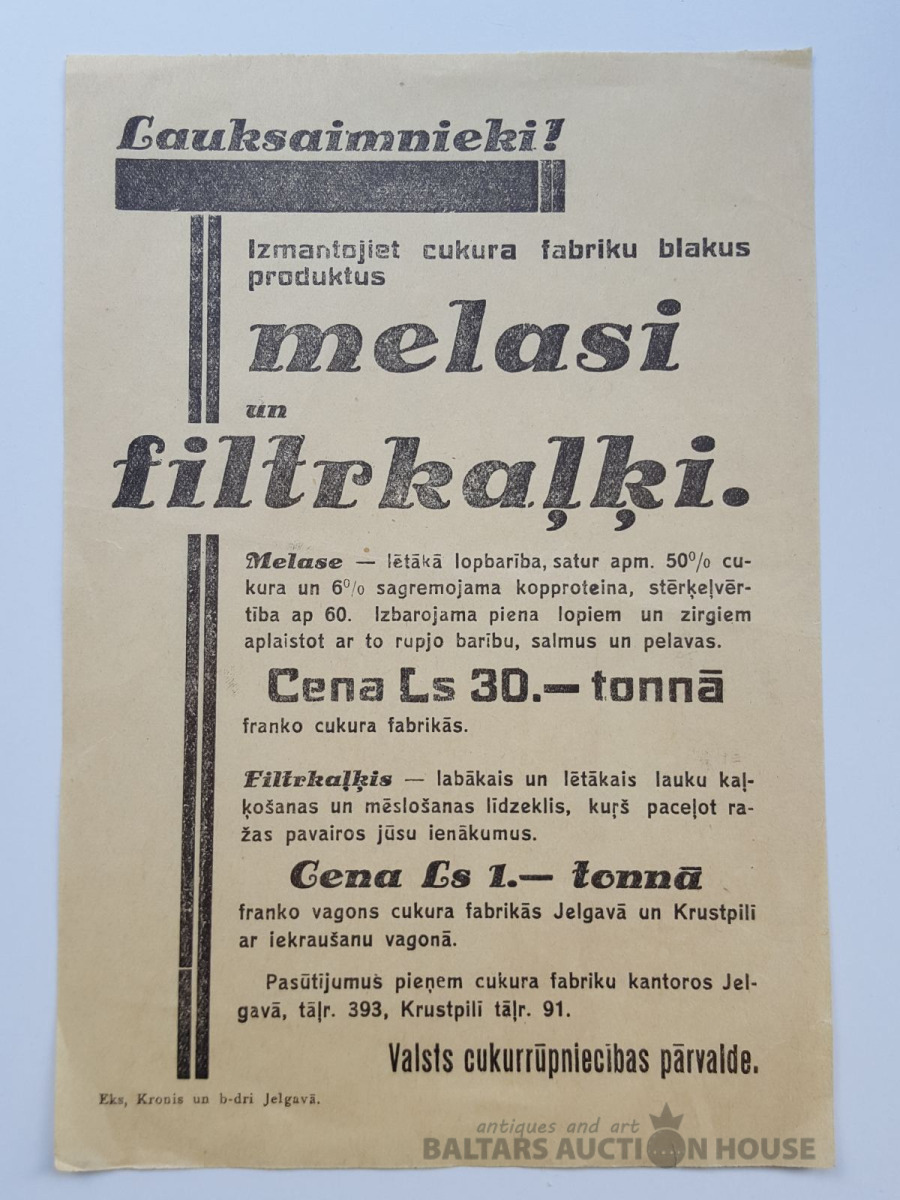 Lauksaimnieki!
Izmantojiet cukura fabriku blakus
produktus
melasi
un
filtrkaļķi.
Melase — lētākā lopbarība, satur apm. 50% cu-
kura un 6% sagremojama kopproteina, stērķeļvēr-
tība ap 60. Izbarojama piena lopiem un zirgiem
aplaistot ar to rupjo barību, salmus un pelavas.
Cena Ls 30.— tonnā
franko cukura fabrikās.
Filtrkaļķis — labākais un lētākais lauku kaļ-
ķošanas un mēslošanas līdzeklis, kuŗš paceļot ra-
žas pavairos jūsu ienākumus.
Cena Ls 1.— tonnā
franko vagons cukura fabrikās Jelgavā un Krustpilī
ar iekraušanu vagonā.
Pasūtījumus pieņem cukura fabriku kantoros Jel-
gavā, tāļr. 393, Krustpilī tāļr. 91.
Valsts cukurrūpniecības pārvalde.
Eks, Kronis un b-dri Jelgavā.
antiques and art
BALTARS AUCTION HOUSE